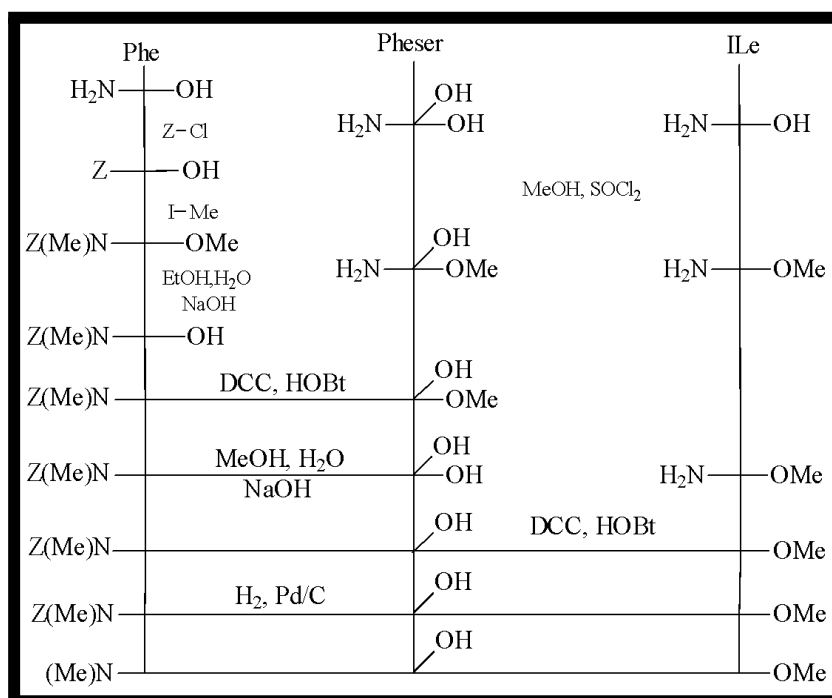 Phe Pheser ILe
H₂N OH
OH
H₂N OH H₂N OH
Z–Cl
Z OH
MeOH, SOCl₂
I–Me
Z(Me)N OMe
OH
H₂N OMe H₂N OMe
EtOH,H₂O
NaOH
Z(Me)N OH
DCC, HOBt OH
Z(Me)N OMe
MeOH, H₂O OH
Z(Me)N OH H₂N OMe
NaOH
OH DCC, HOBt
Z(Me)N OMe
H₂, Pd/C OH
Z(Me)N OMe
OH
(Me)N OMe